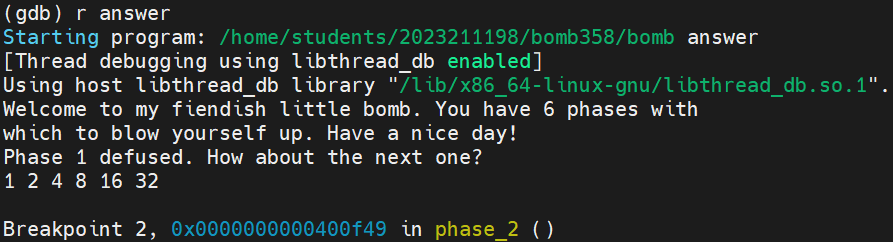 (gdb) r answer
Starting program: /home/students/2023211198/bomb358/bomb answer
[Thread debugging using libthread_db enabled]
Using host libthread_db library "/lib/x86_64-linux-gnu/libthread_db.so.1".
Welcome to my fiendish little bomb. You have 6 phases with
which to blow yourself up. Have a nice day!
Phase 1 defused. How about the next one?
1 2 4 8 16 32
Breakpoint 2, 0x0000000000400f49 in phase_2 ()